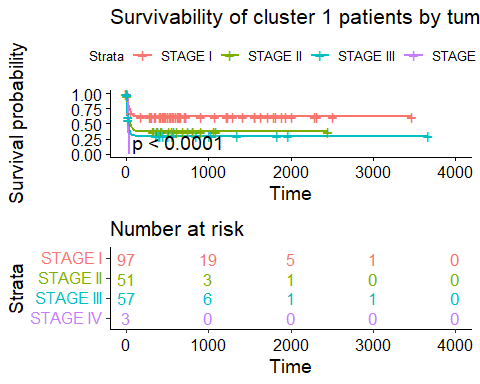 Survivability of cluster 1 patients by tum
Strata STAGE I STAGE II STAGE III STAGE
Survival probability
1.00
0.75
0.50
0.25
0.00
p < 0.0001
0 1000 2000 3000 4000
Time
Number at risk
Strata
STAGE I 97 19 5 1 0
STAGE II 51 3 1 0 0
STAGE III 57 6 1 1 0
STAGE IV 3 0 0 0 0
0 1000 2000 3000 4000
Time